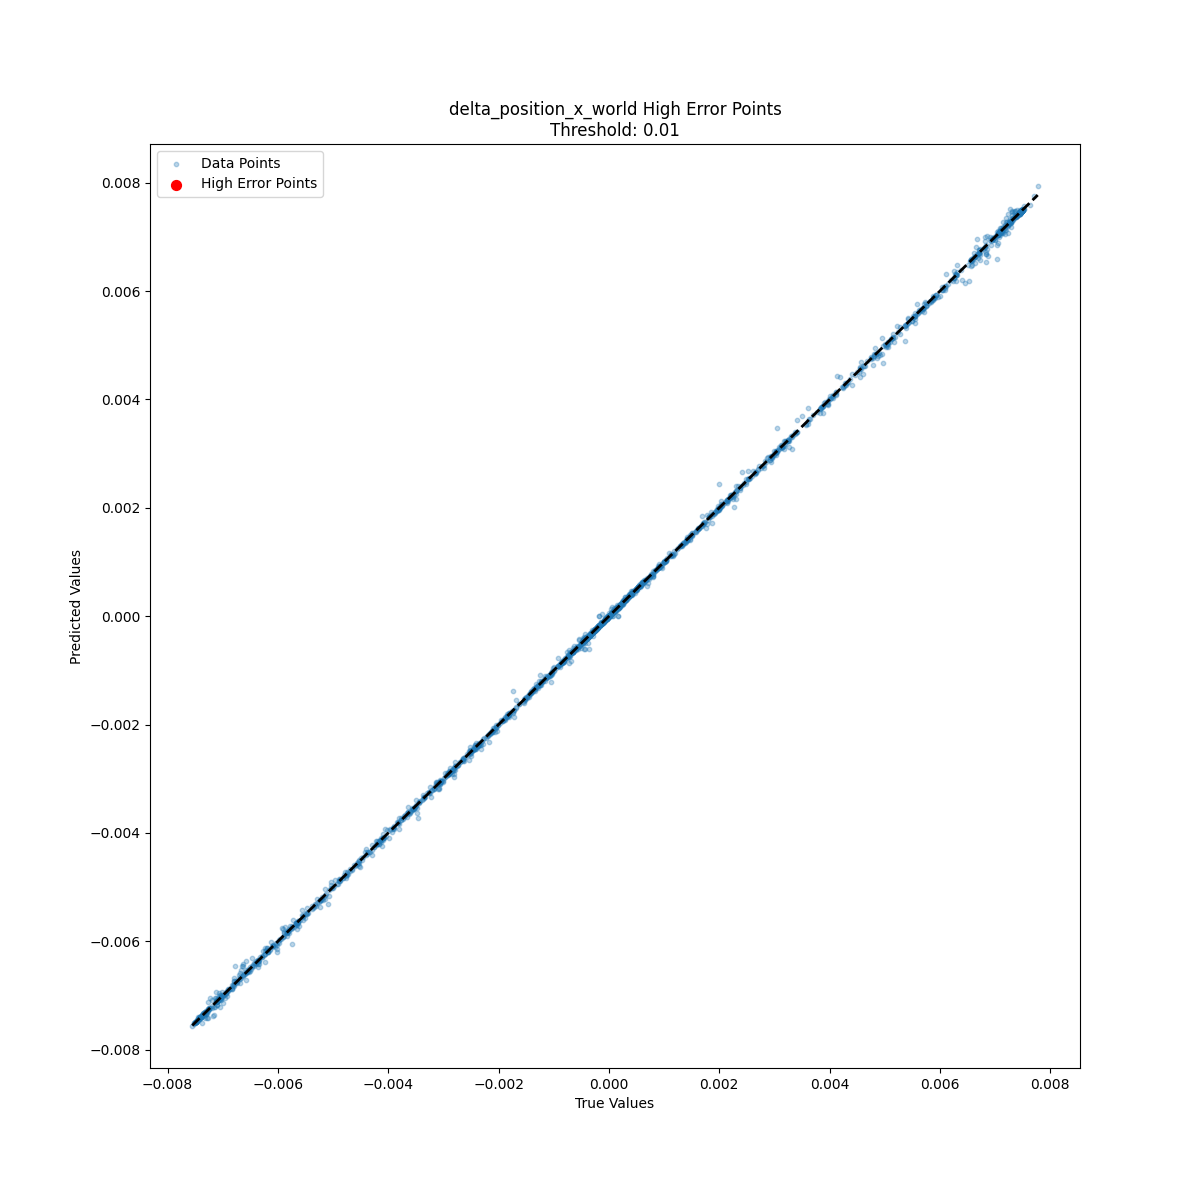 delta_position_x_world High Error Points
Threshold: 0.01
Data Points
High Error Points
0.008
0.006
0.004
0.002
0.000
−0.002
−0.004
−0.006
−0.008
Predicted Values
−0.008 −0.006 −0.004 −0.002 0.000 0.002 0.004 0.006 0.008
True Values